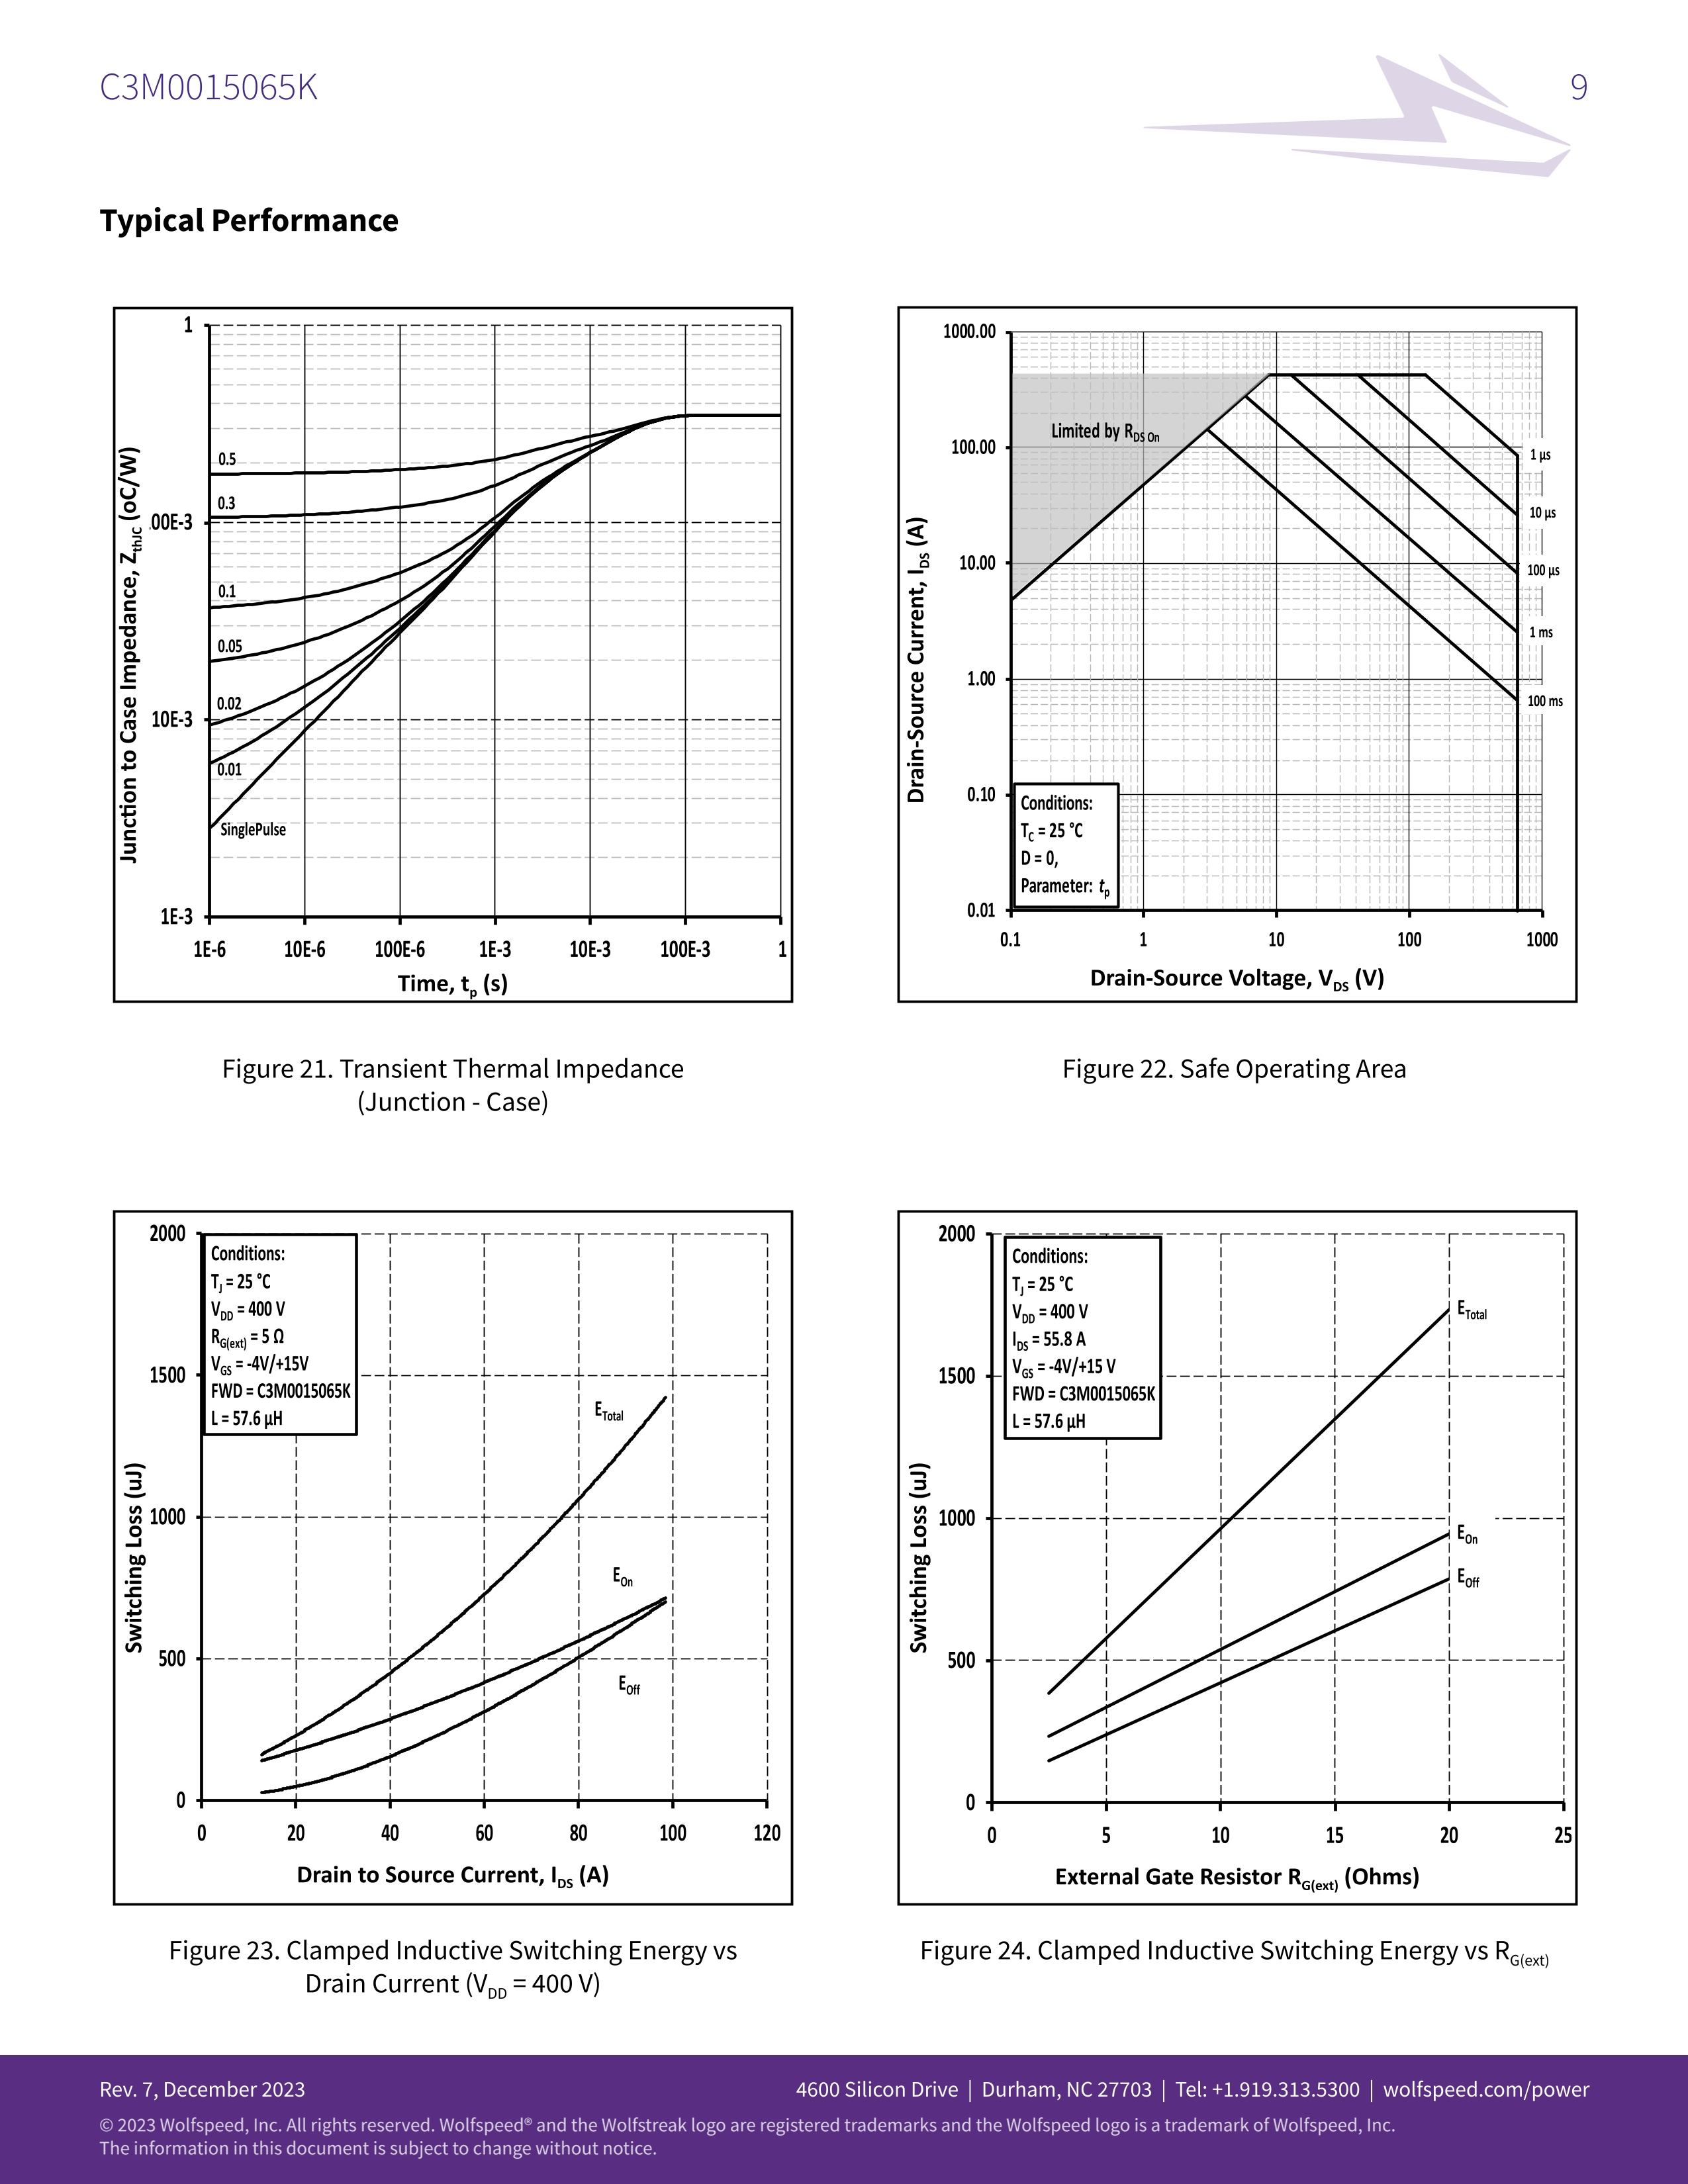 C3M0015065K
9
Typical Performance
1
00E-3
10E-3
1E-3
Junction to Case Impedance, ZthJC (oC/W)
0.5
0.3
0.1
0.05
0.02
0.01
SinglePulse
1E-6 10E-6 100E-6 1E-3 10E-3 100E-3 1
Time, tp (s)
Figure 21. Transient Thermal Impedance
(Junction - Case)
1000.00
100.00
10.00
1.00
0.10
0.01
Drain-Source Current, IDS (A)
Limited by RDS On
1 µs
10 µs
100 µs
1 ms
100 ms
Conditions:
TC = 25 °C
D = 0,
Parameter: tp
0.1 1 10 100 1000
Drain-Source Voltage, VDS (V)
Figure 22. Safe Operating Area
2000
1500
1000
500
0
Switching Loss (uJ)
Conditions:
TJ = 25 °C
VDD = 400 V
RG(ext) = 5 Ω
VGS = -4V/+15V
FWD = C3M0015065K
L = 57.6 µH
ETotal
EOn
EOff
0 20 40 60 80 100 120
Drain to Source Current, IDS (A)
Figure 23. Clamped Inductive Switching Energy vs
Drain Current (VDD = 400 V)
2000
1500
1000
500
0
Switching Loss (uJ)
Conditions:
TJ = 25 °C
VDD = 400 V
IDS = 55.8 A
VGS = -4V/+15 V
FWD = C3M0015065K
L = 57.6 µH
ETotal
EOn
EOff
0 5 10 15 20 25
External Gate Resistor RG(ext) (Ohms)
Figure 24. Clamped Inductive Switching Energy vs RG(ext)
Rev. 7, December 2023
4600 Silicon Drive | Durham, NC 27703 | Tel: +1.919.313.5300 | wolfspeed.com/power
© 2023 Wolfspeed, Inc. All rights reserved. Wolfspeed® and the Wolfstreak logo are registered trademarks and the Wolfspeed logo is a trademark of Wolfspeed, Inc.
The information in this document is subject to change without notice.